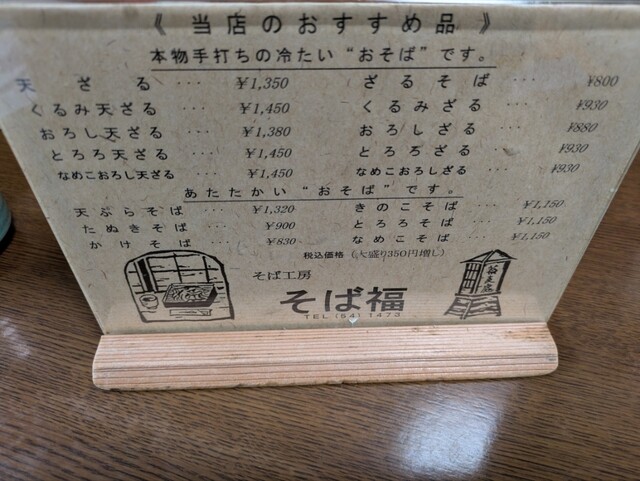 《 当店のおすすめ品 》
本物手打ちの冷たい “おそば” です。
天ざる … ¥1,350 ざるそば … ¥800
くるみ天ざる … ¥1,450 くるみざる … ¥930
おろし天ざる … ¥1,380 おろしざる … ¥880
とろろ天ざる … ¥1,450 とろろざる … ¥930
なめこおろし天ざる … ¥1,450 なめこおろしざる … ¥930
あたたかい “おそば” です。
天ぷらそば … ¥1,320 きのこそば … ¥1,150
たぬきそば … ¥900 とろろそば … ¥1,150
かけそば … ¥830 なめこそば … ¥1,150
税込価格 (大盛り350円増し)
そば工房
そば福
TEL (54) 1473